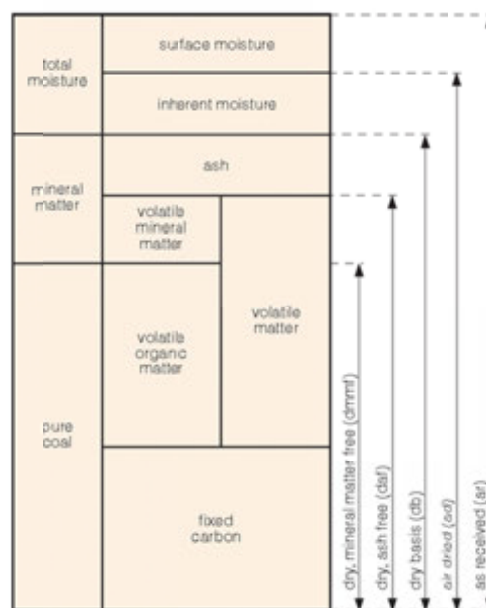 surface moisture
total
moisture
inherent moisture
ash
mineral
matter
volatile
mineral
matter
volatile
matter
volatile
organic
matter
pure
coal
fixed
carbon
dry, mineral matter free (dmmf)
dry, ash free (daf)
dry basis (db)
air dried (ad)
as received (ar)